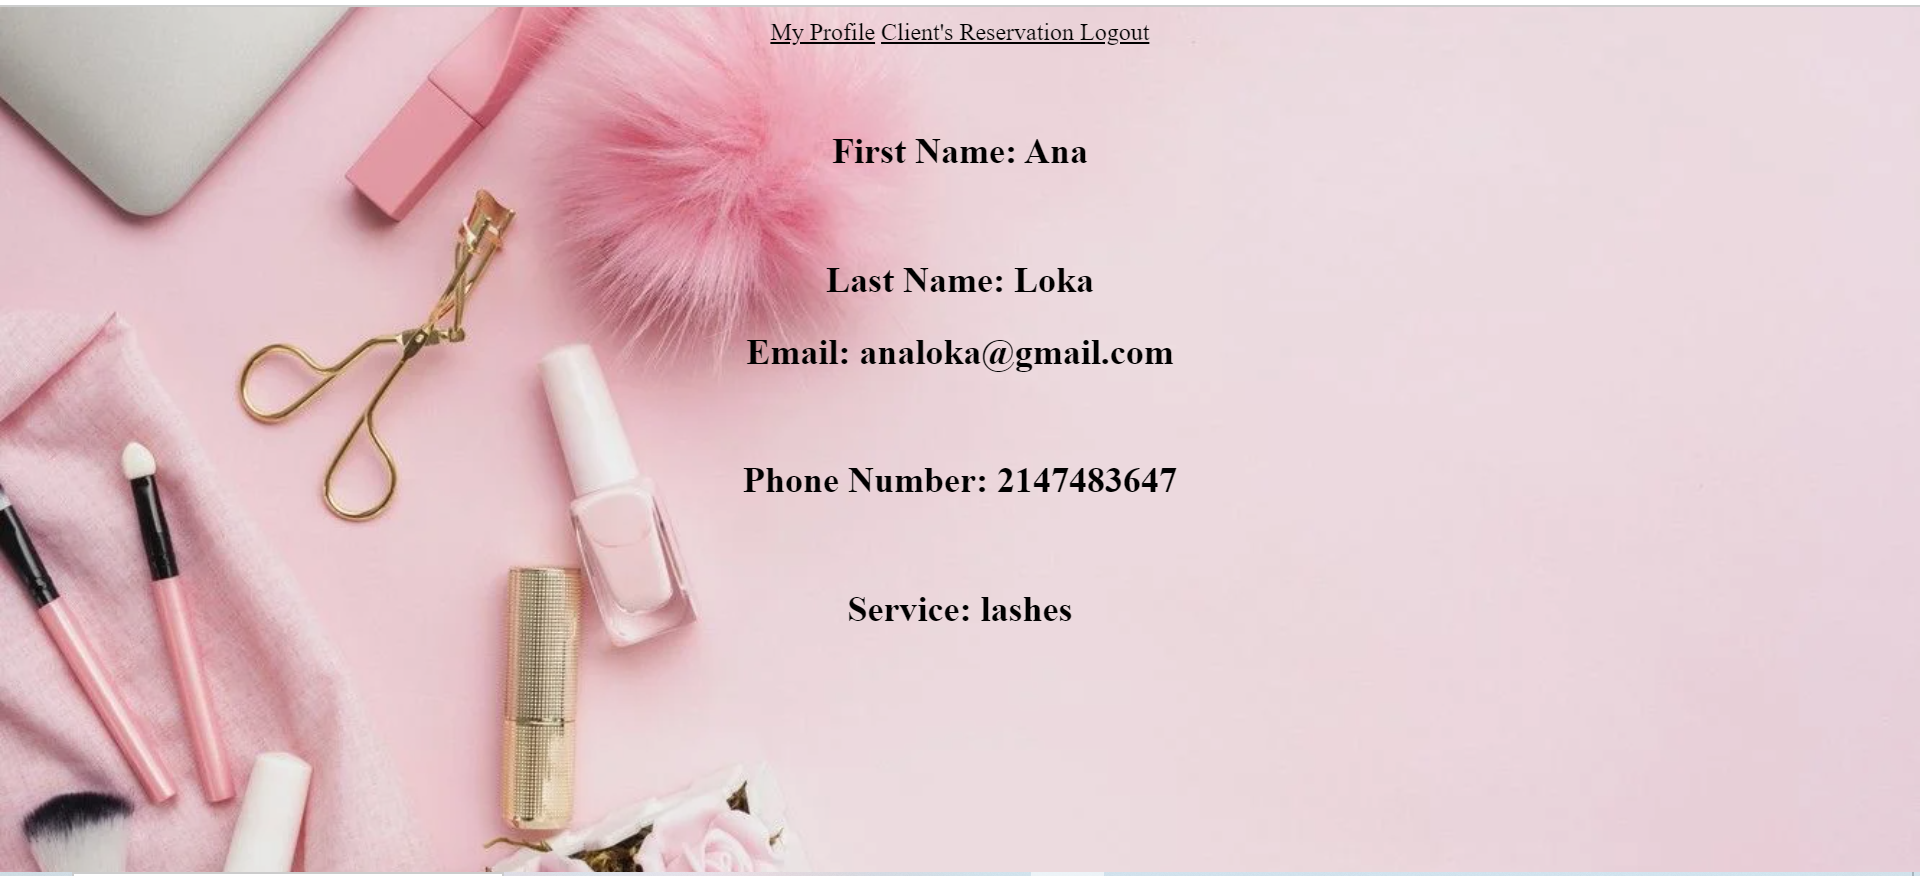 My Profile Client's Reservation Logout
First Name: Ana
Last Name: Loka
Email: analoka@gmail.com
Phone Number: 2147483647
Service: lashes